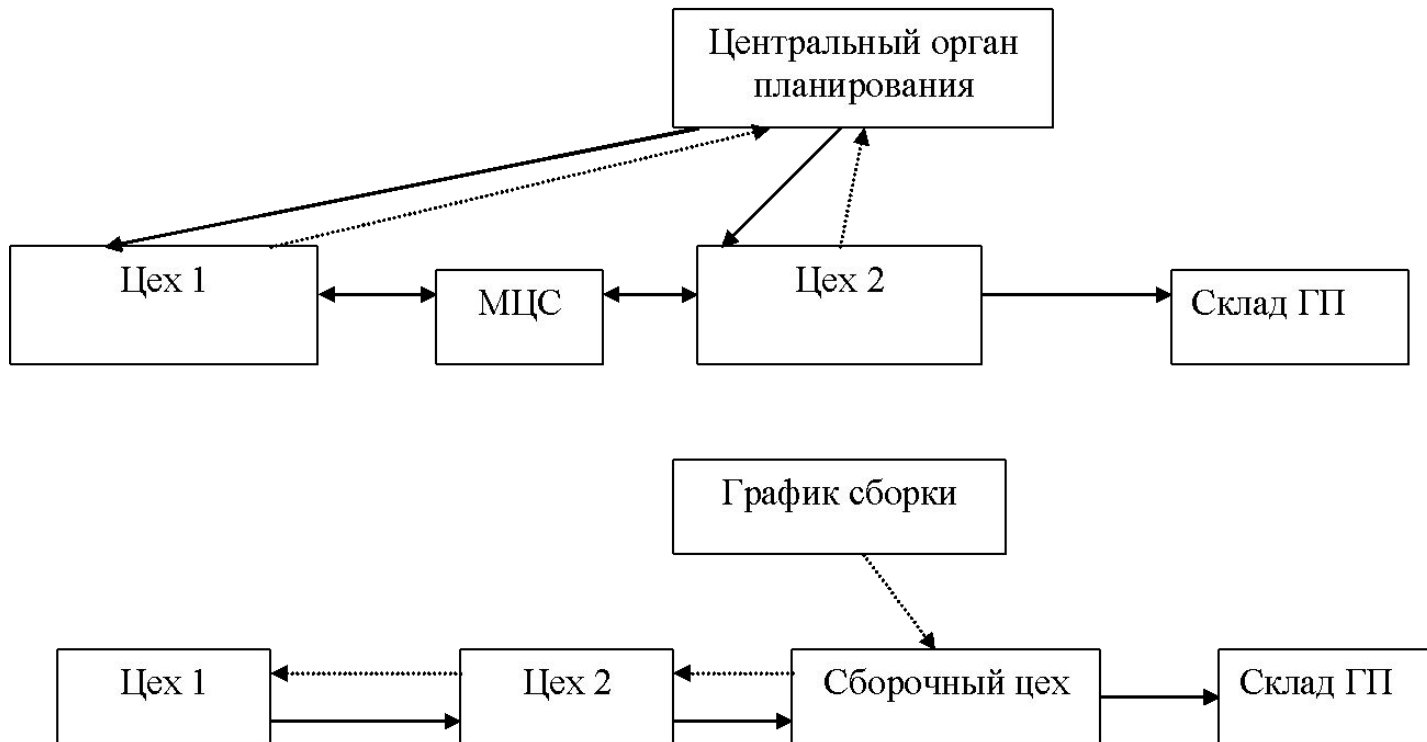 Центральный орган
планирования
Цех 1
МЦС
Цех 2
Склад ГП
График сборки
Цех 1
Цех 2
Сборочный цех
Склад ГП